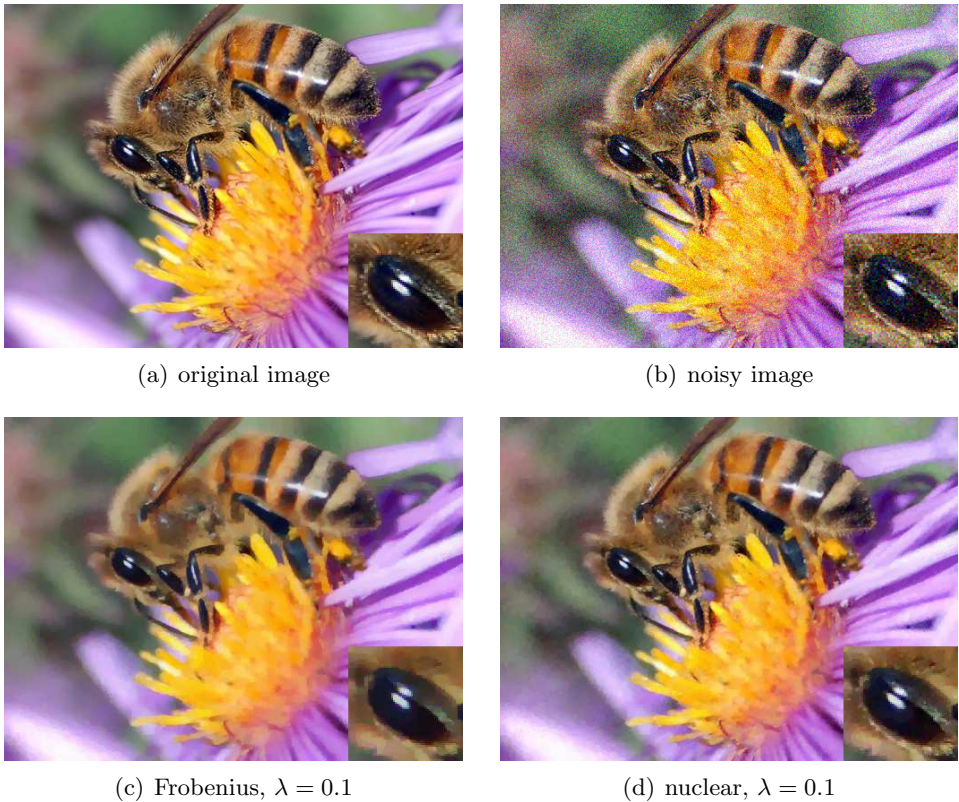 (a) original image
(b) noisy image
(c) Frobenius, λ = 0.1
(d) nuclear, λ = 0.1